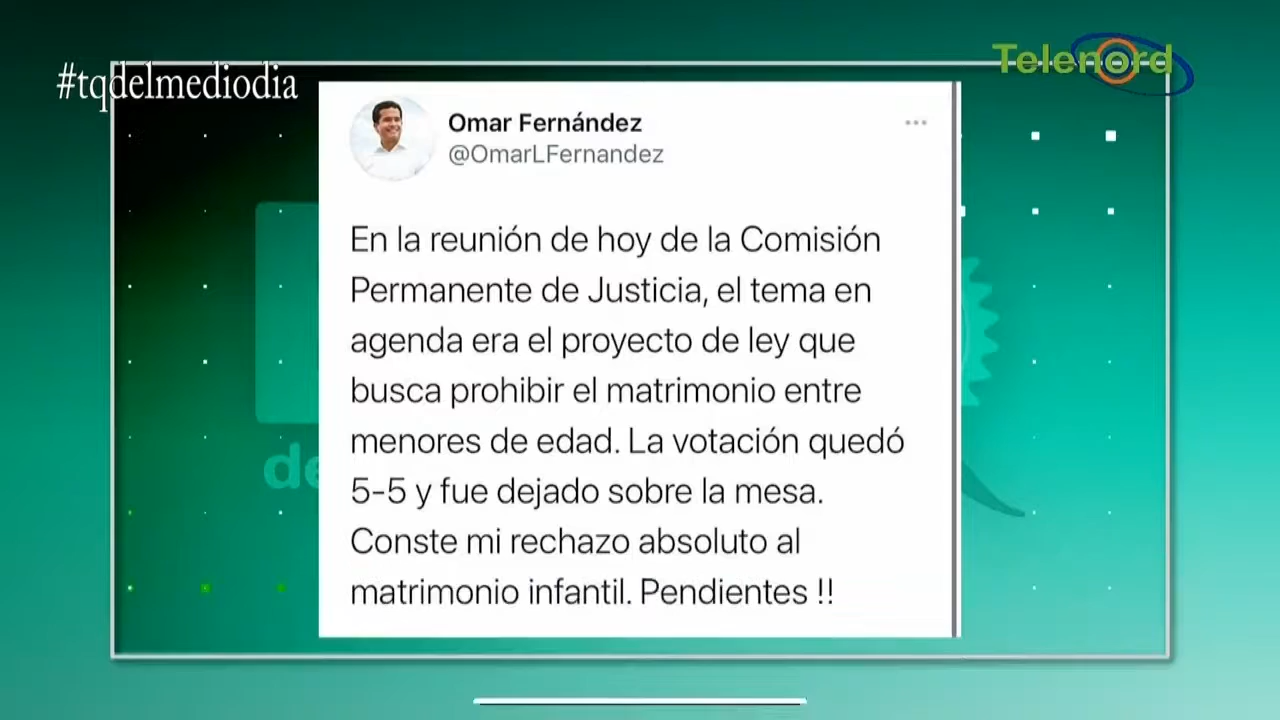 #tqdelmediodia
Telenord
Omar Fernández
@OmarLFernandez
En la reunión de hoy de la Comisión
Permanente de Justicia, el tema en
agenda era el proyecto de ley que
busca prohibir el matrimonio entre
menores de edad. La votación quedó
5-5 y fue dejado sobre la mesa.
Conste mi rechazo absoluto al
matrimonio infantil. Pendientes !!
de